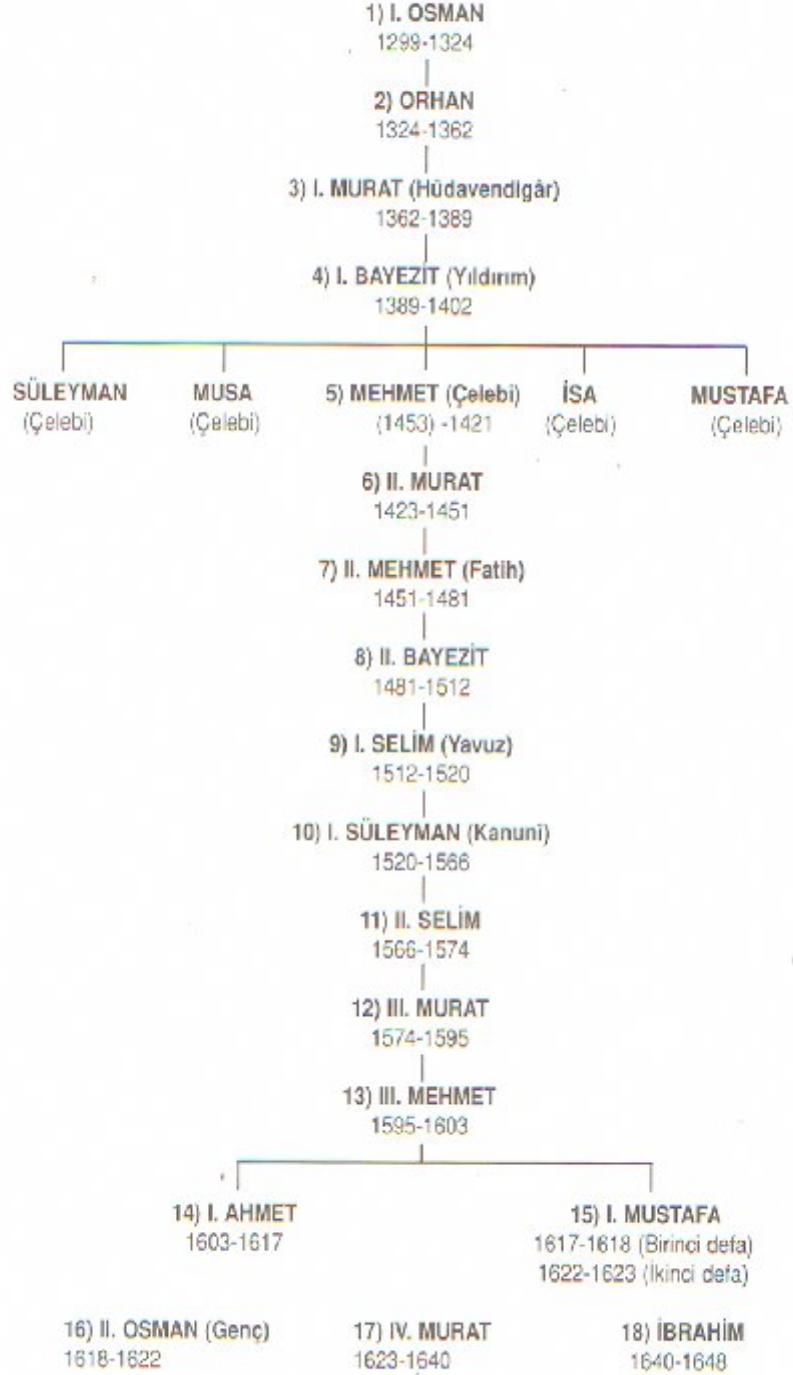 1) I. OSMAN
1299-1324
2) ORHAN
1324-1362
3) I. MURAT (Hüdavendigâr)
1362-1389
4) I. BAYEZİT (Yıldırım)
1389-1402
SÜLEYMAN
(Çelebi)
MUSA
(Çelebi)
5) MEHMET (Çelebi)
(1453) -1421
İSA
(Çelebi)
MUSTAFA
(Çelebi)
6) II. MURAT
1423-1451
7) II. MEHMET (Fatih)
1451-1481
8) II. BAYEZİT
1481-1512
9) I. SELİM (Yavuz)
1512-1520
10) I. SÜLEYMAN (Kanuni)
1520-1566
11) II. SELİM
1566-1574
12) III. MURAT
1574-1595
13) III. MEHMET
1595-1603
14) I. AHMET
1603-1617
15) I. MUSTAFA
1617-1618 (Birinci defa)
1622-1623 (İkinci defa)
16) II. OSMAN (Genç)
1618-1622
17) IV. MURAT
1623-1640
18) İBRAHİM
1640-1648